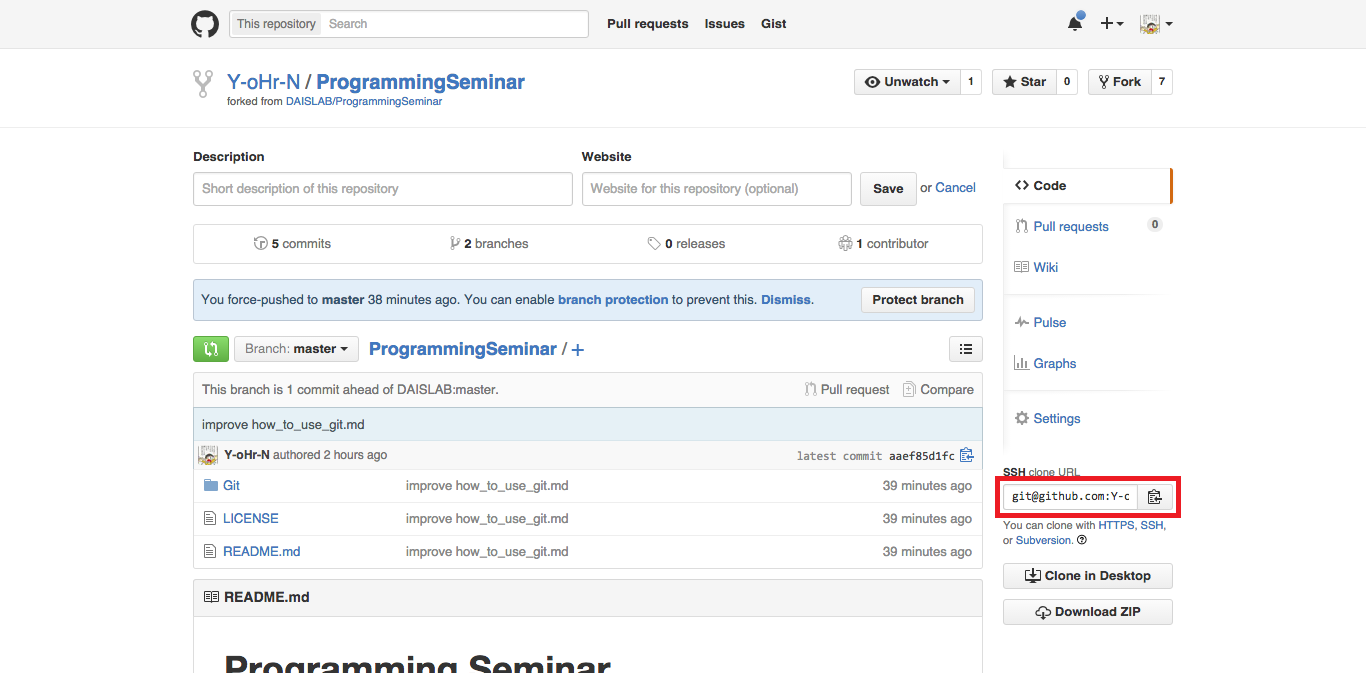 This repository Search Pull requests Issues Gist
Y-oHr-N / ProgrammingSeminar
forked from DAISLAB/ProgrammingSeminar
Unwatch 1 Star 0 Fork 7
Description Website
Short description of this repository Website for this repository (optional) Save or Cancel
5 commits 2 branches 0 releases 1 contributor
You force-pushed to master 38 minutes ago. You can enable branch protection to prevent this. Dismiss. Protect branch
Branch: master ProgrammingSeminar / +
This branch is 1 commit ahead of DAISLAB:master. Pull request Compare
improve how_to_use_git.md
Y-oHr-N authored 2 hours ago latest commit aaef85d1fc
Git improve how_to_use_git.md 39 minutes ago
LICENSE improve how_to_use_git.md 39 minutes ago
README.md improve how_to_use_git.md 39 minutes ago
README.md
Programming Seminar
Code
Pull requests 0
Wiki
Pulse
Graphs
Settings
SSH clone URL
git@github.com:Y-o
You can clone with HTTPS, SSH,
or Subversion.
Clone in Desktop
Download ZIP